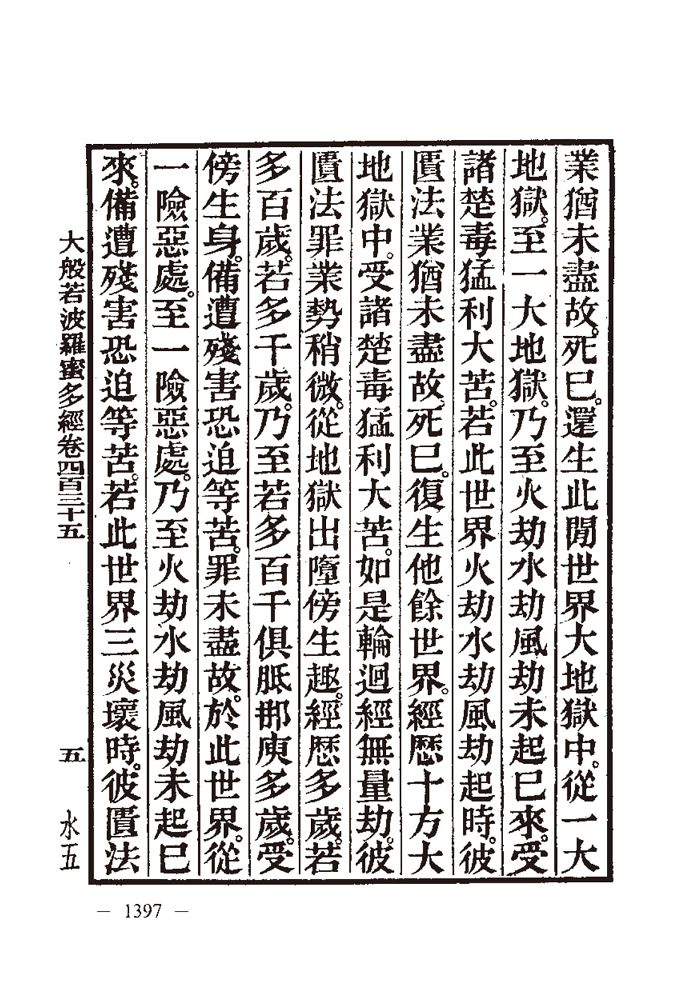 業猶未盡故。死已。還生此閒世界大地獄中。從一大
地獄。至一大地獄。乃至火劫水劫風劫未起已來。受
諸楚毒猛利大苦。若此世界火劫水劫風劫起時。彼
匱法業猶未盡故。死已。復生他餘世界。經歷十方大
地獄中。受諸楚毒猛利大苦。如是輪迴經無量劫。彼
匱法罪業勢稍微。從地獄出墮傍生趣。經歷多歲。若
多百歲。若多千歲。乃至若多百千俱胝那庾多歲。受
傍生身。備遭殘害恐迫等苦。罪未盡故。於此世界。從
一險惡處。至一險惡處。乃至火劫水劫風劫未起已
來。備遭殘害恐迫等苦。若此世界三災壞時。彼匱法
大般若波羅蜜多經卷四百三十五
五
水五
— 1397 —